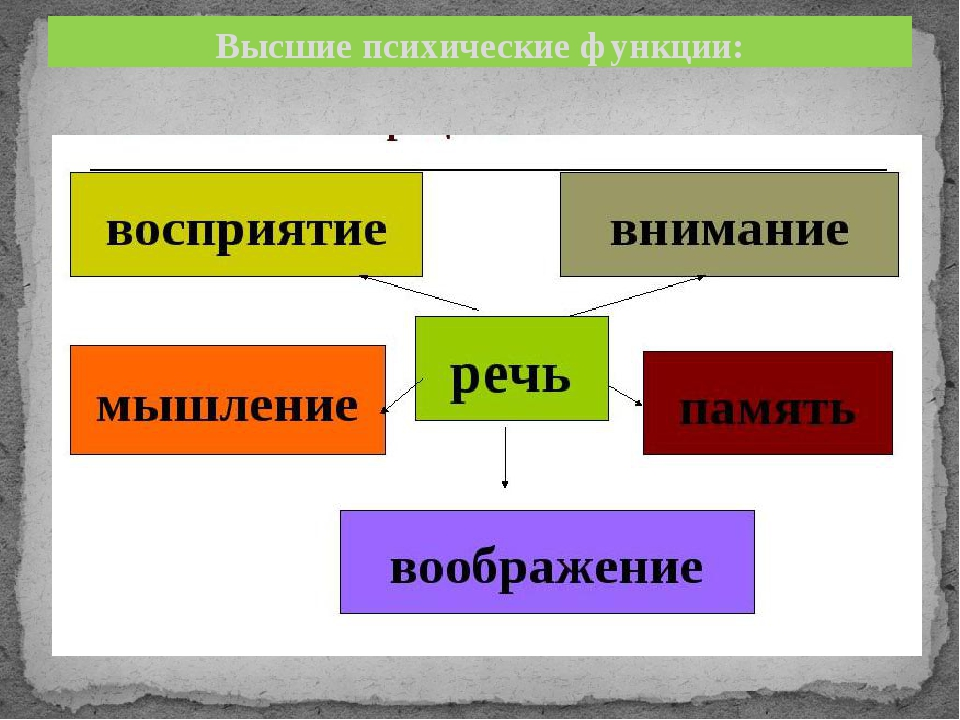 Высшие психические функции:
восприятие
внимание
речь
мышление
память
воображение